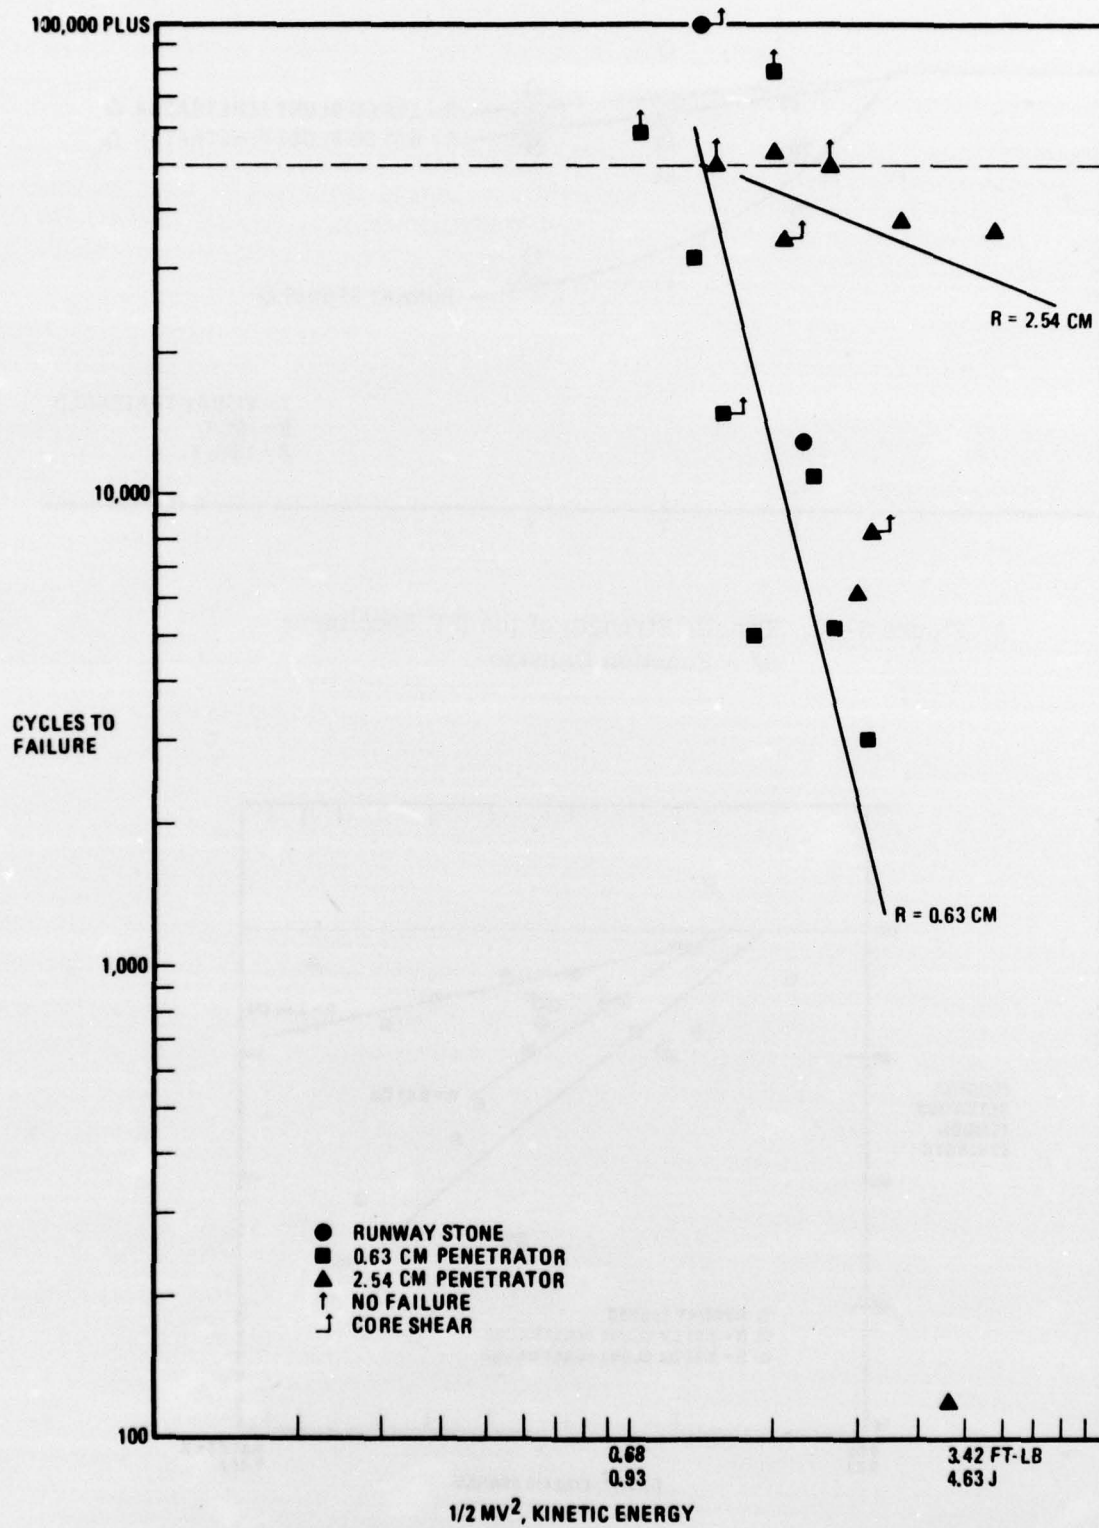 100,000 PLUS
R = 2.54 CM
10,000
CYCLES TO
FAILURE
R = 0.63 CM
1,000
RUNWAY STONE
0.63 CM PENETRATOR
2.54 CM PENETRATOR
NO FAILURE
CORE SHEAR
100
0.68
0.93
3.42 FT-LB
4.63 J
1/2 MV², KINETIC ENERGY